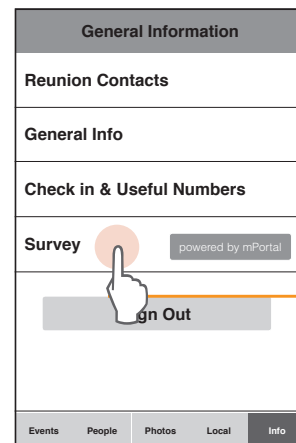 General Information
Reunion Contacts
General Info
Check in & Useful Numbers
Survey
powered by mPortal
gn Out
Events People Photos Local Info